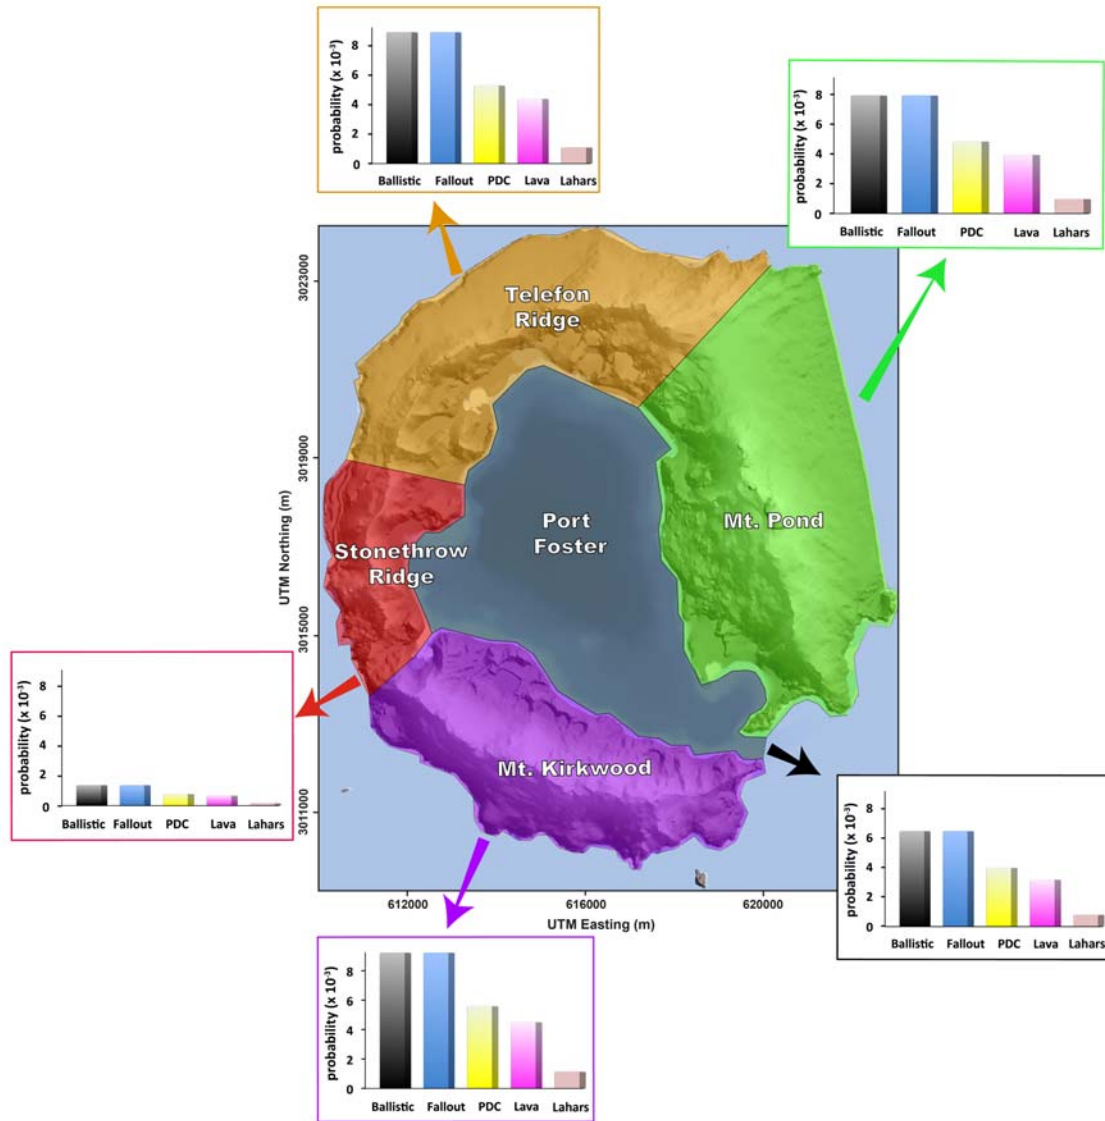 probability (x 10⁻³)
8
6
4
2
0
Ballistic Fallout PDC Lava Lahars
probability (x 10⁻³)
8
6
4
2
0
Ballistic Fallout PDC Lava Lahars
UTM Northing (m)
3023000
3019000
3015000
3011000
Telefon
Ridge
Port
Foster
Mt. Pond
Stonethrow
Ridge
Mt. Kirkwood
probability (x 10⁻³)
8
6
4
2
0
Ballistic Fallout PDC Lava Lahars
probability (x 10⁻³)
8
6
4
2
0
Ballistic Fallout PDC Lava Lahars
612000 616000 620000
UTM Easting (m)
probability (x 10⁻³)
8
6
4
2
0
Ballistic Fallout PDC Lava Lahars